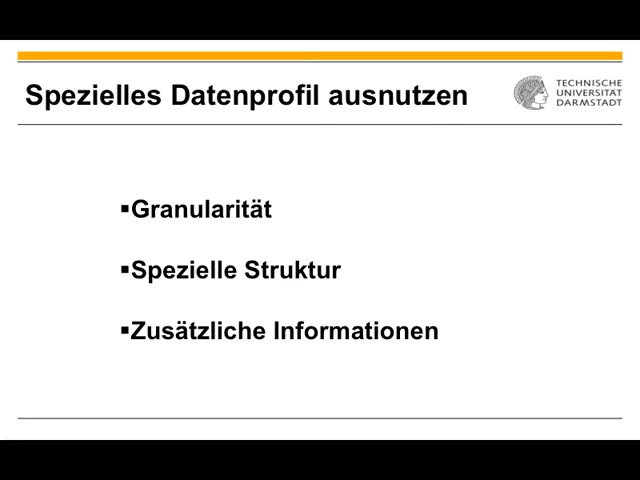 Spezielles Datenprofil ausnutzen
TECHNISCHE
UNIVERSITÄT
DARMSTADT
▪Granularität
▪Spezielle Struktur
▪Zusätzliche Informationen